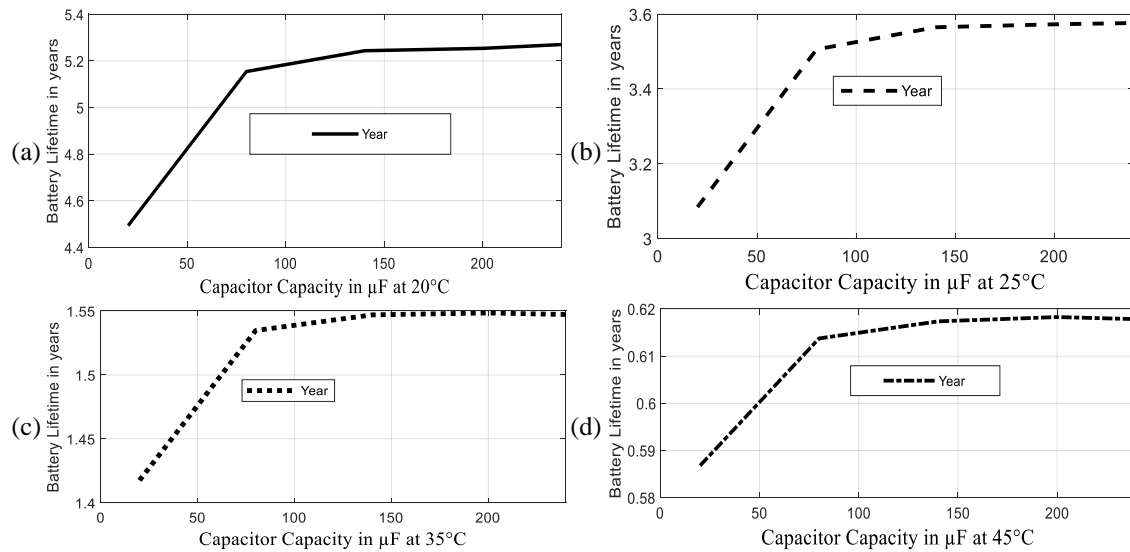 5.4
5.2
5
4.8
4.6
4.4
0
50
100
150
200
Battery Lifetime in years
Year
(a)
Capacitor Capacity in µF at 20°C
3.6
3.4
3.2
3
0
50
100
150
200
Battery Lifetime in years
Year
(b)
Capacitor Capacity in µF at 25°C
1.55
1.5
1.45
1.4
0
50
100
150
200
Battery Lifetime in years
Year
(c)
Capacitor Capacity in µF at 35°C
0.62
0.61
0.6
0.59
0.58
0
50
100
150
200
Battery Lifetime in years
Year
(d)
Capacitor Capacity in µF at 45°C